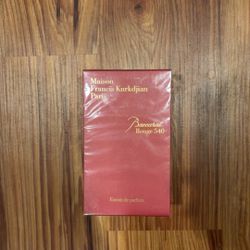 Maison
Francis Kurkdjian
Paris
Baccarat
Rouge 540
Extrait de parfum